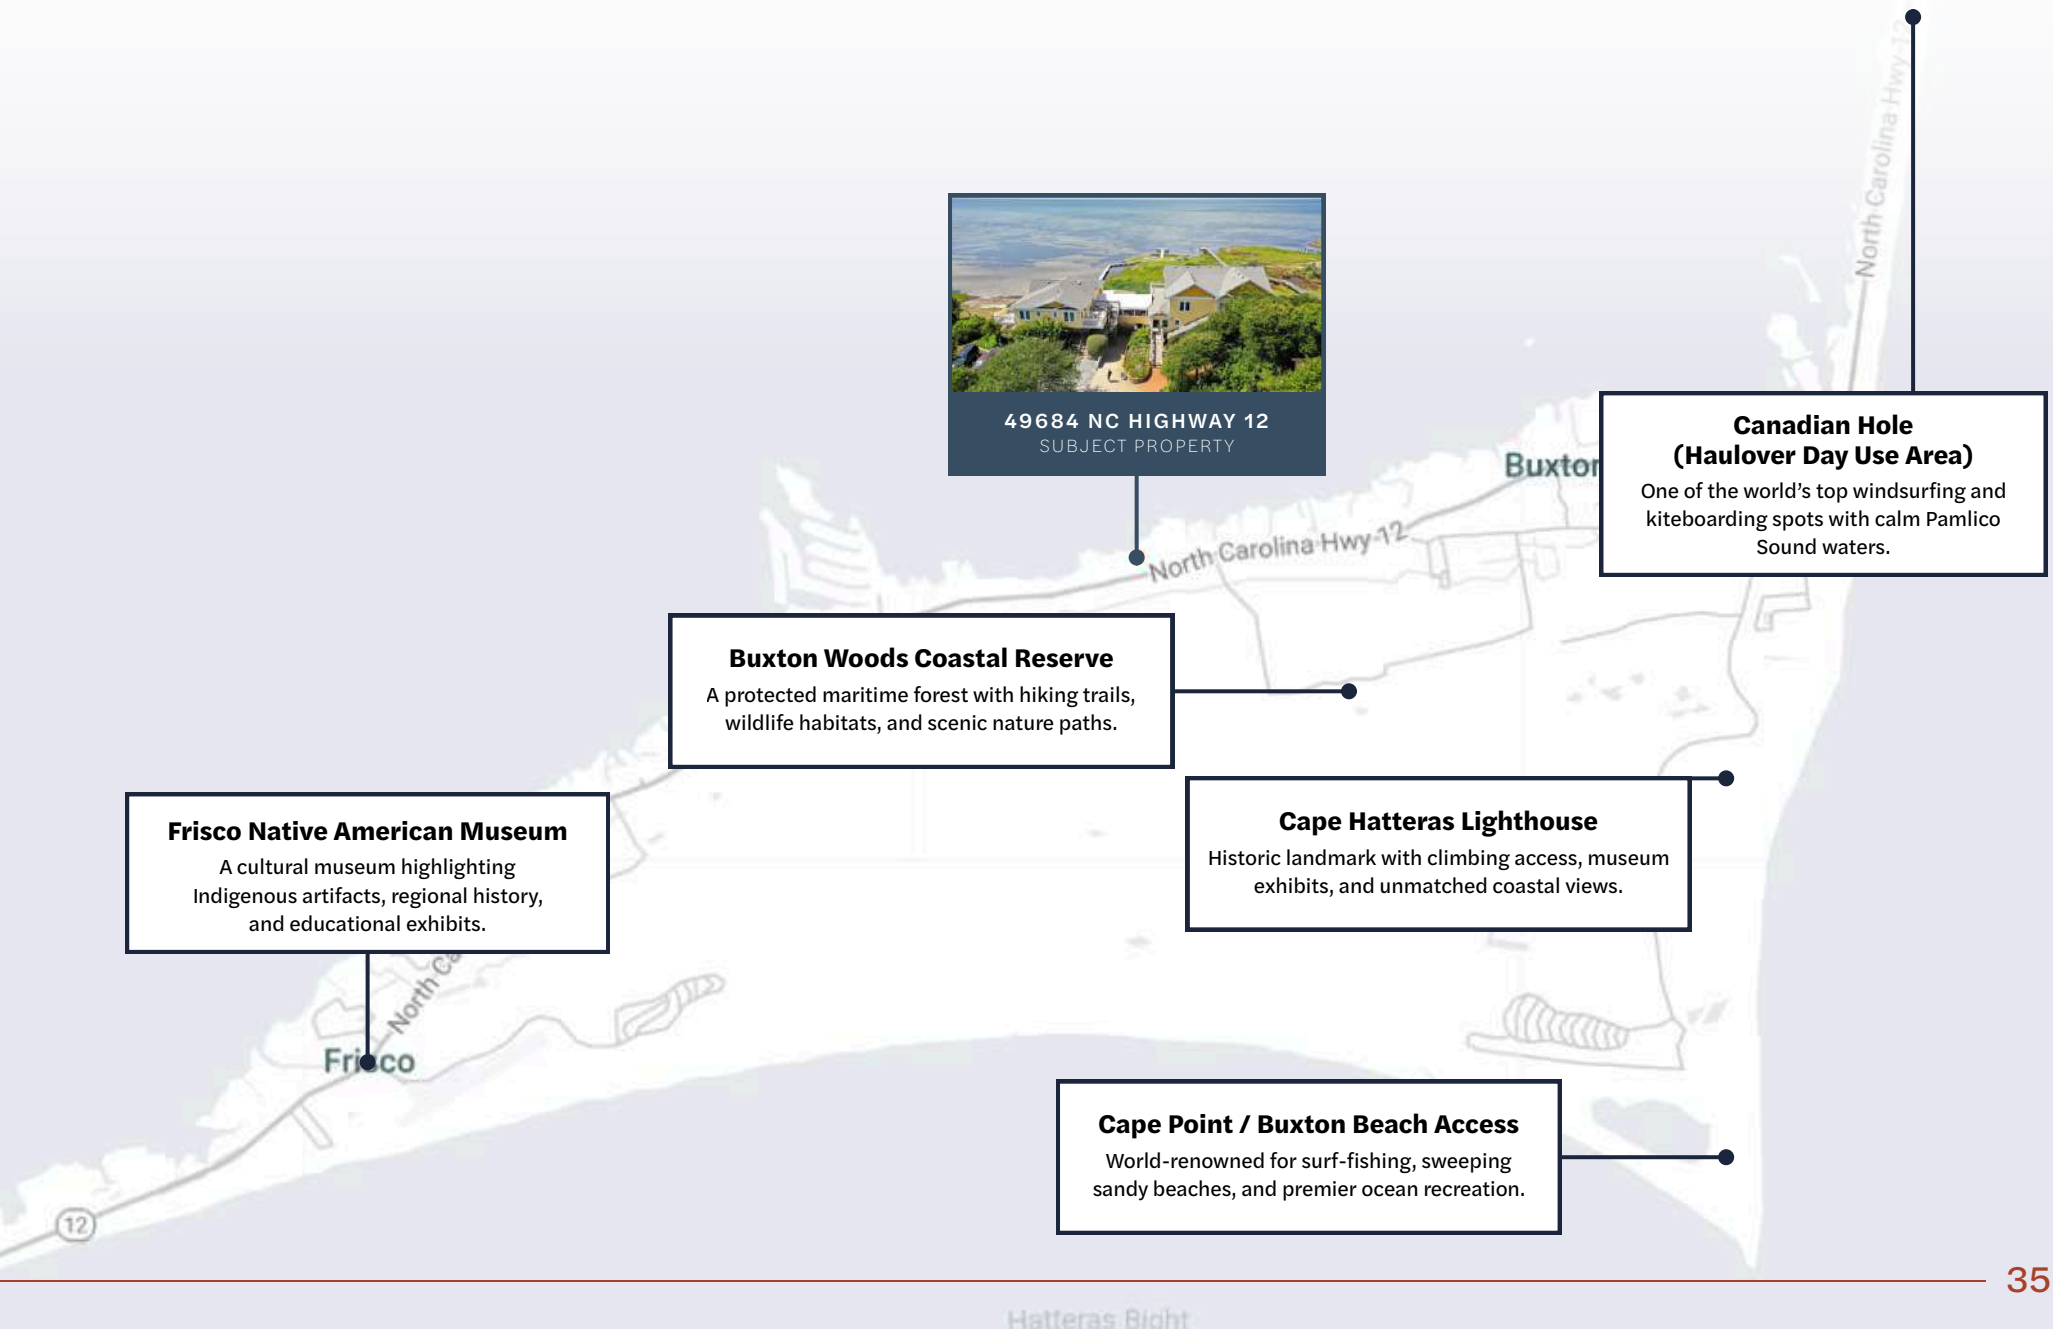 North Carolina Hwy 12
49684 NC HIGHWAY 12
SUBJECT PROPERTY
Canadian Hole
(Haulover Day Use Area)
One of the world's top windsurfing and
kiteboarding spots with calm Pamlico
Sound waters.
Buxton
North Carolina Hwy 12
Buxton Woods Coastal Reserve
A protected maritime forest with hiking trails,
wildlife habitats, and scenic nature paths.
Cape Hatteras Lighthouse
Historic landmark with climbing access, museum
exhibits, and unmatched coastal views.
Frisco Native American Museum
A cultural museum highlighting
Indigenous artifacts, regional history,
and educational exhibits.
North Ca
Frisco
Cape Point / Buxton Beach Access
World-renowned for surf-fishing, sweeping
sandy beaches, and premier ocean recreation.
12
35
Hatteras Bight